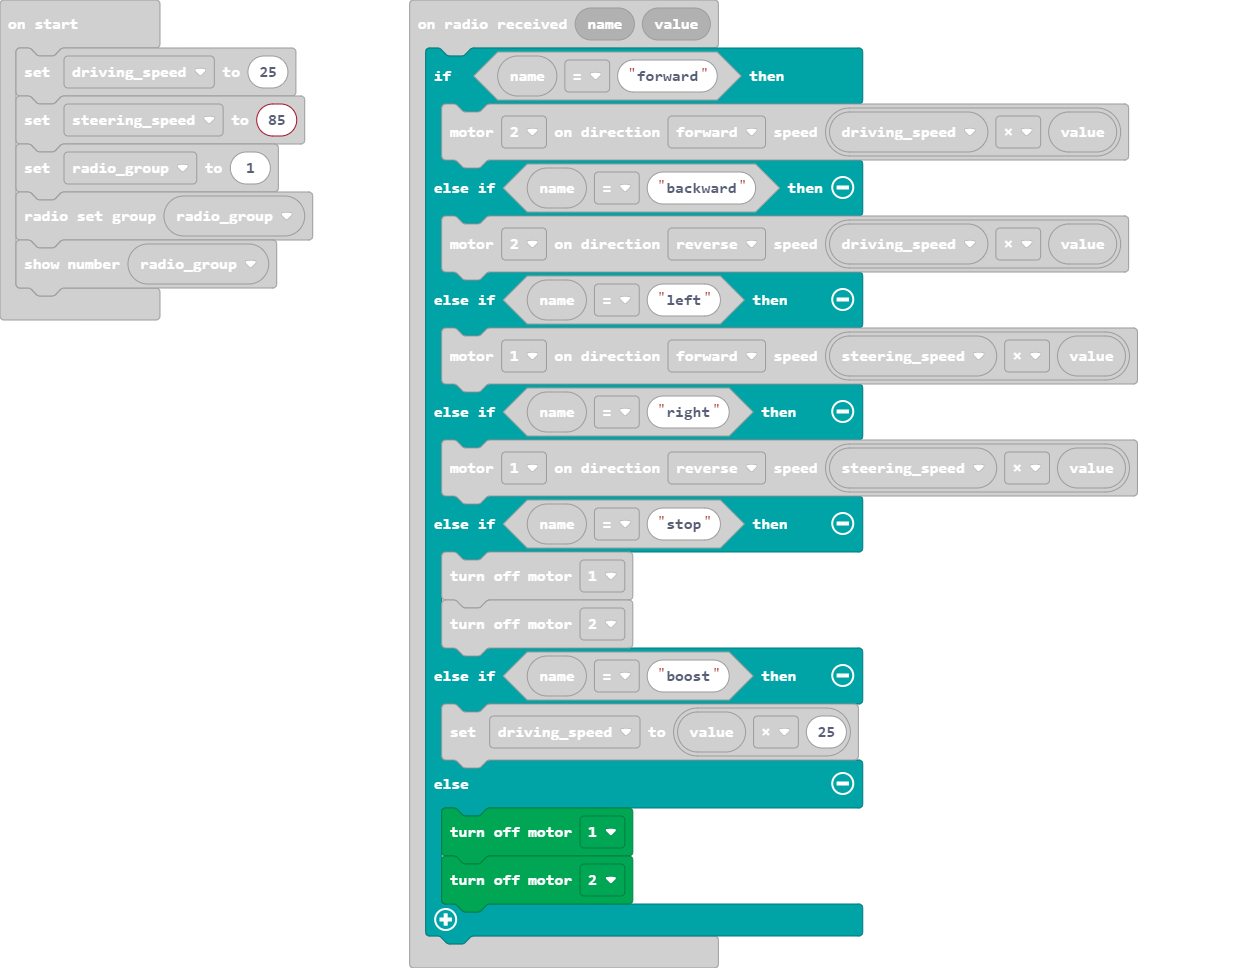 on start
set driving_speed to 25
set steering_speed to 85
set radio_group to 1
radio set group radio_group
show number radio_group
on radio received name value
if name = "forward" then
motor 2 on direction forward speed driving_speed × value
else if name = "backward" then
motor 2 on direction reverse speed driving_speed × value
else if name = "left" then
motor 1 on direction forward speed steering_speed × value
else if name = "right" then
motor 1 on direction reverse speed steering_speed × value
else if name = "stop" then
turn off motor 1
turn off motor 2
else if name = "boost" then
set driving_speed to value × 25
else
turn off motor 1
turn off motor 2